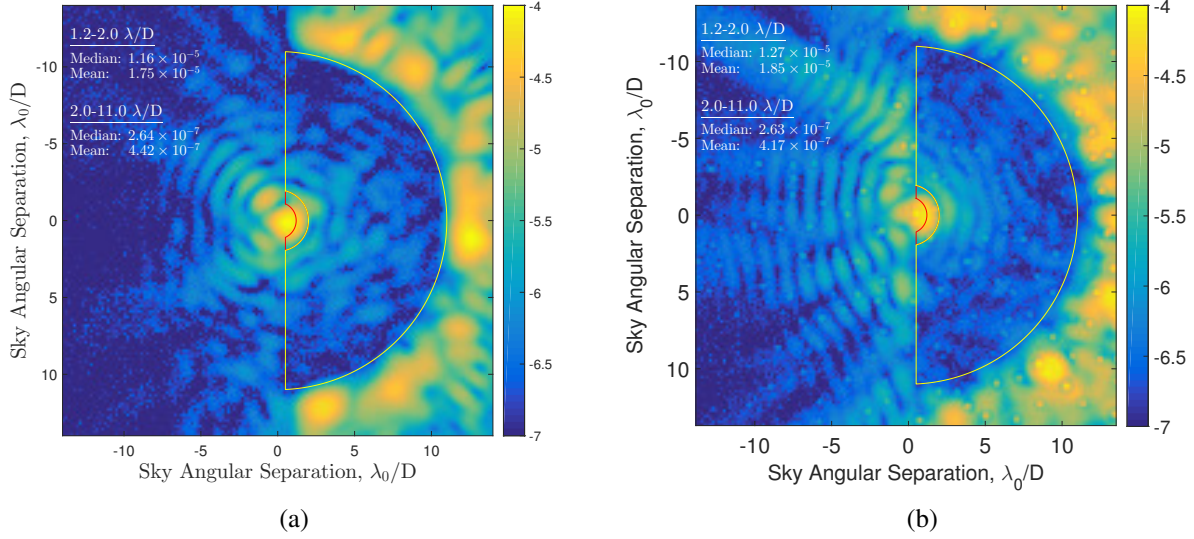 1.2-2.0 λ/D
Median: 1.16 × 10⁻⁵
Mean: 1.75 × 10⁻⁵
2.0-11.0 λ/D
Median: 2.64 × 10⁻⁷
Mean: 4.42 × 10⁻⁷
Sky Angular Separation, λ₀/D
-10
-5
0
5
10
-10
-5
0
5
10
Sky Angular Separation, λ₀/D
-4
-4.5
-5
-5.5
-6
-6.5
-7
(a)
1.2-2.0 λ/D
Median: 1.27 × 10⁻⁵
Mean: 1.85 × 10⁻⁵
2.0-11.0 λ/D
Median: 2.63 × 10⁻⁷
Mean: 4.17 × 10⁻⁷
Sky Angular Separation, λ₀/D
-10
-5
0
5
10
-10
-5
0
5
10
Sky Angular Separation, λ₀/D
-4
-4.5
-5
-5.5
-6
-6.5
-7
(b)